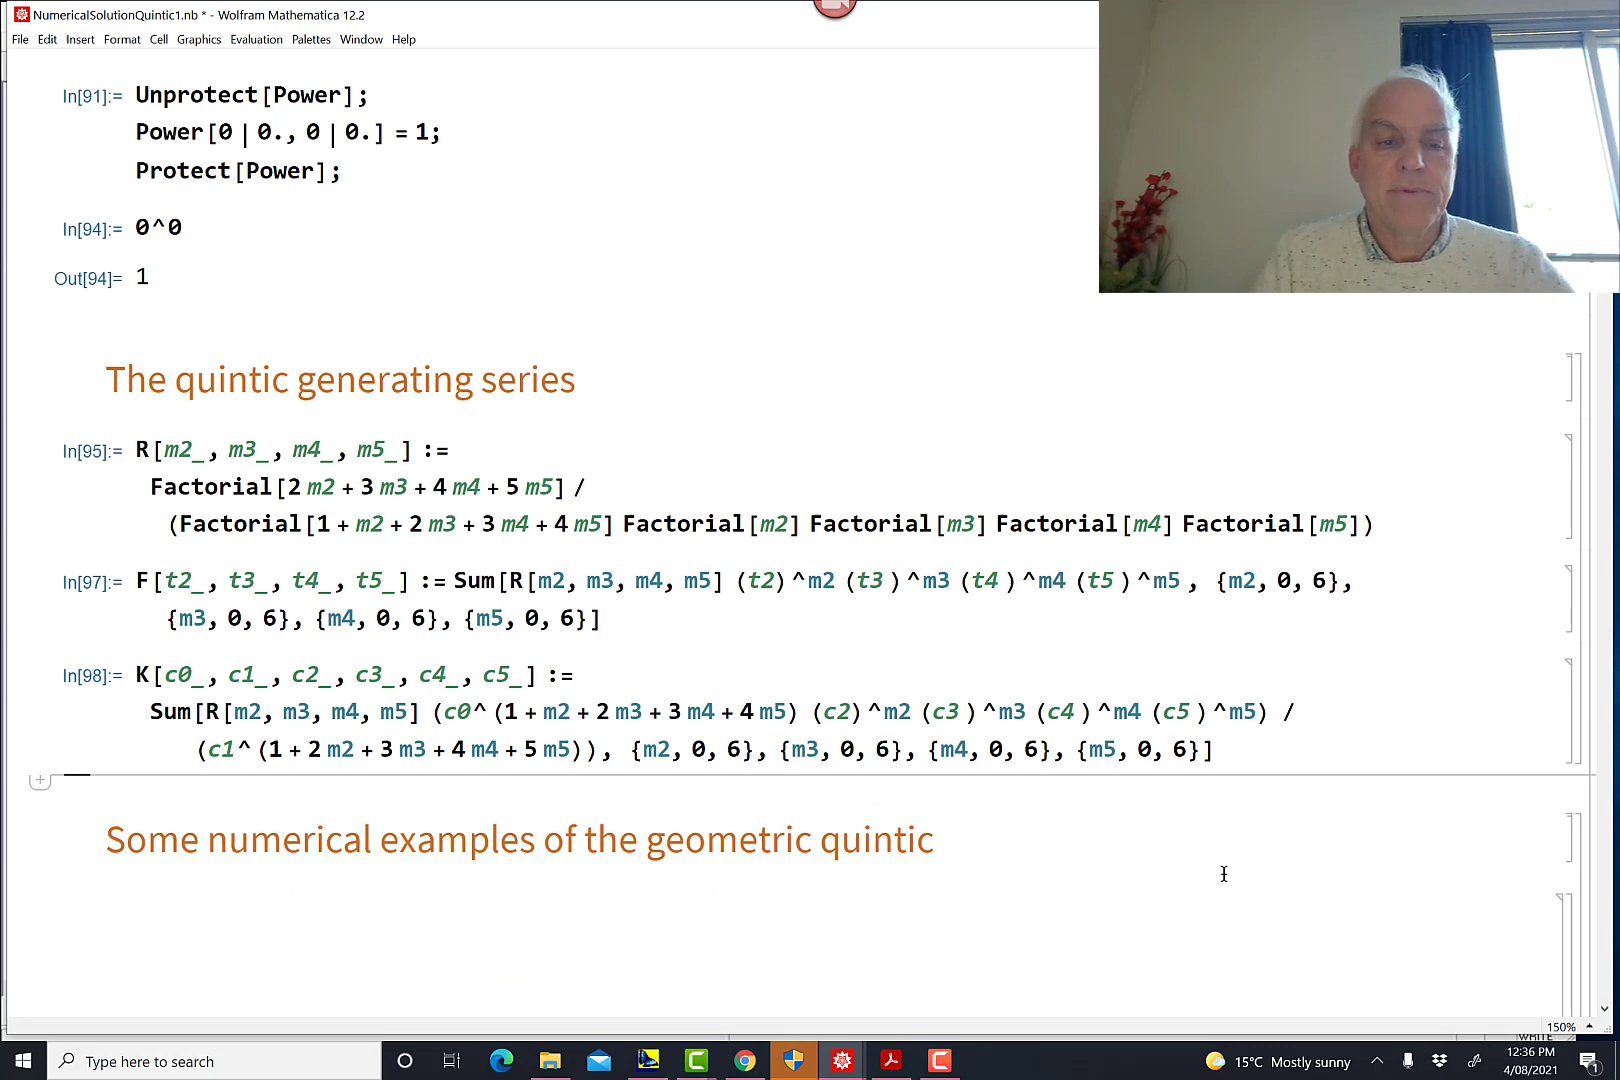 NumericalSolutionQuintic1.nb * - Wolfram Mathematica 12.2
File Edit Insert Format Cell Graphics Evaluation Palettes Window Help
In[91]:= Unprotect[Power];
Power[0 | 0., 0 | 0.] = 1;
Protect[Power];
In[94]:= 0^0
Out[94]= 1
The quintic generating series
In[95]:= R[m2_, m3_, m4_, m5_] :=
Factorial[2 m2 + 3 m3 + 4 m4 + 5 m5] /
(Factorial[1 + m2 + 2 m3 + 3 m4 + 4 m5] Factorial[m2] Factorial[m3] Factorial[m4] Factorial[m5])
In[97]:= F[t2_, t3_, t4_, t5_] := Sum[R[m2, m3, m4, m5] (t2)^m2 (t3 )^m3 (t4 )^m4 (t5 )^m5 , {m2, 0, 6},
{m3, 0, 6}, {m4, 0, 6}, {m5, 0, 6}]
In[98]:= K[c0_, c1_, c2_, c3_, c4_, c5_] :=
Sum[R[m2, m3, m4, m5] (c0^(1 + m2 + 2 m3 + 3 m4 + 4 m5) (c2)^m2 (c3 )^m3 (c4 )^m4 (c5 )^m5) /
(c1^(1 + 2 m2 + 3 m3 + 4 m4 + 5 m5)), {m2, 0, 6}, {m3, 0, 6}, {m4, 0, 6}, {m5, 0, 6}]
Some numerical examples of the geometric quintic
150%
Type here to search
15°C Mostly sunny
12:36 PM
4/08/2021
1